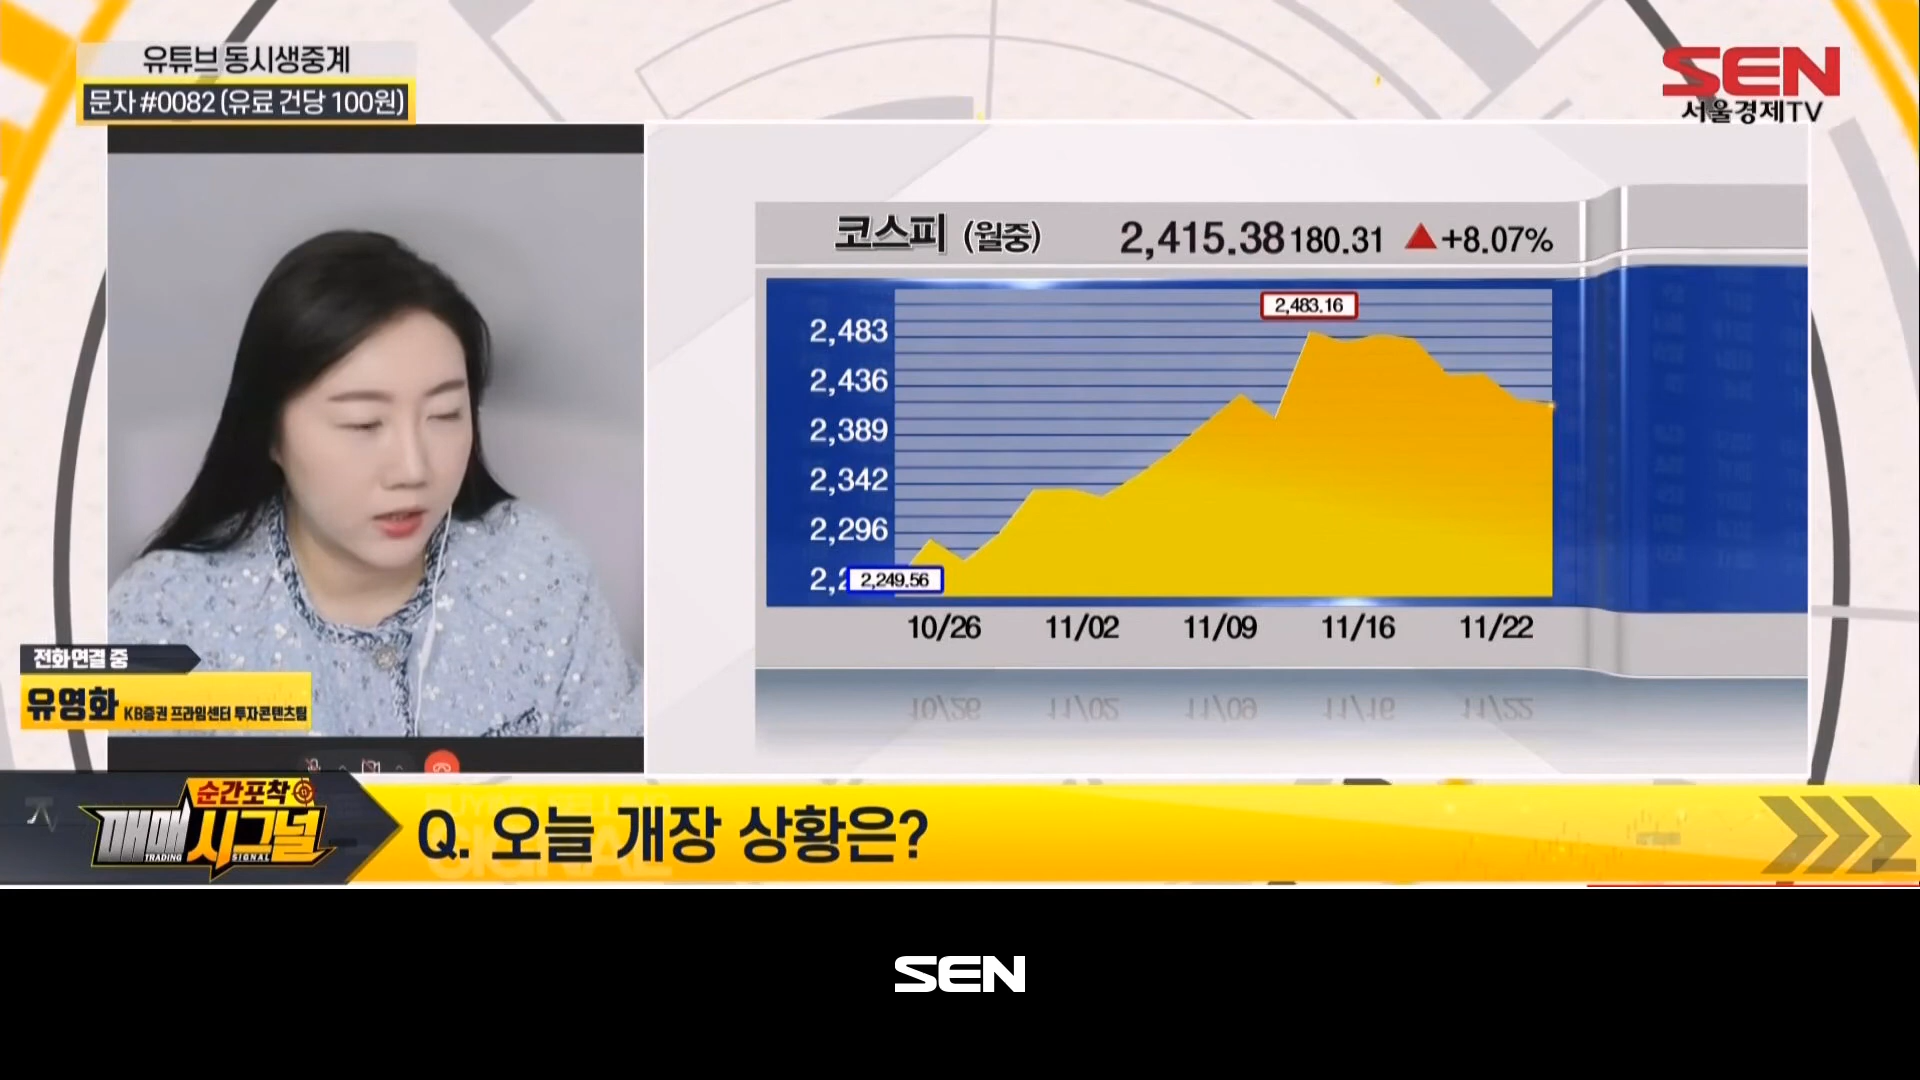 유튜브 동시생중계
문자 #0082 (유료 건당 100원)
SEN
서울경제TV
코스피 (월중) 2,415.38 180.31 ▲+8.07%
2,483.16
2,483
2,436
2,389
2,342
2,296
2,249.56
10/26 11/02 11/09 11/16 11/22
전화연결 중
유영화 KB증권 프라임센터 투자콘텐츠팀
순간포착
매매 시그널
TRADING SIGNAL
Q. 오늘 개장 상황은?
SEN